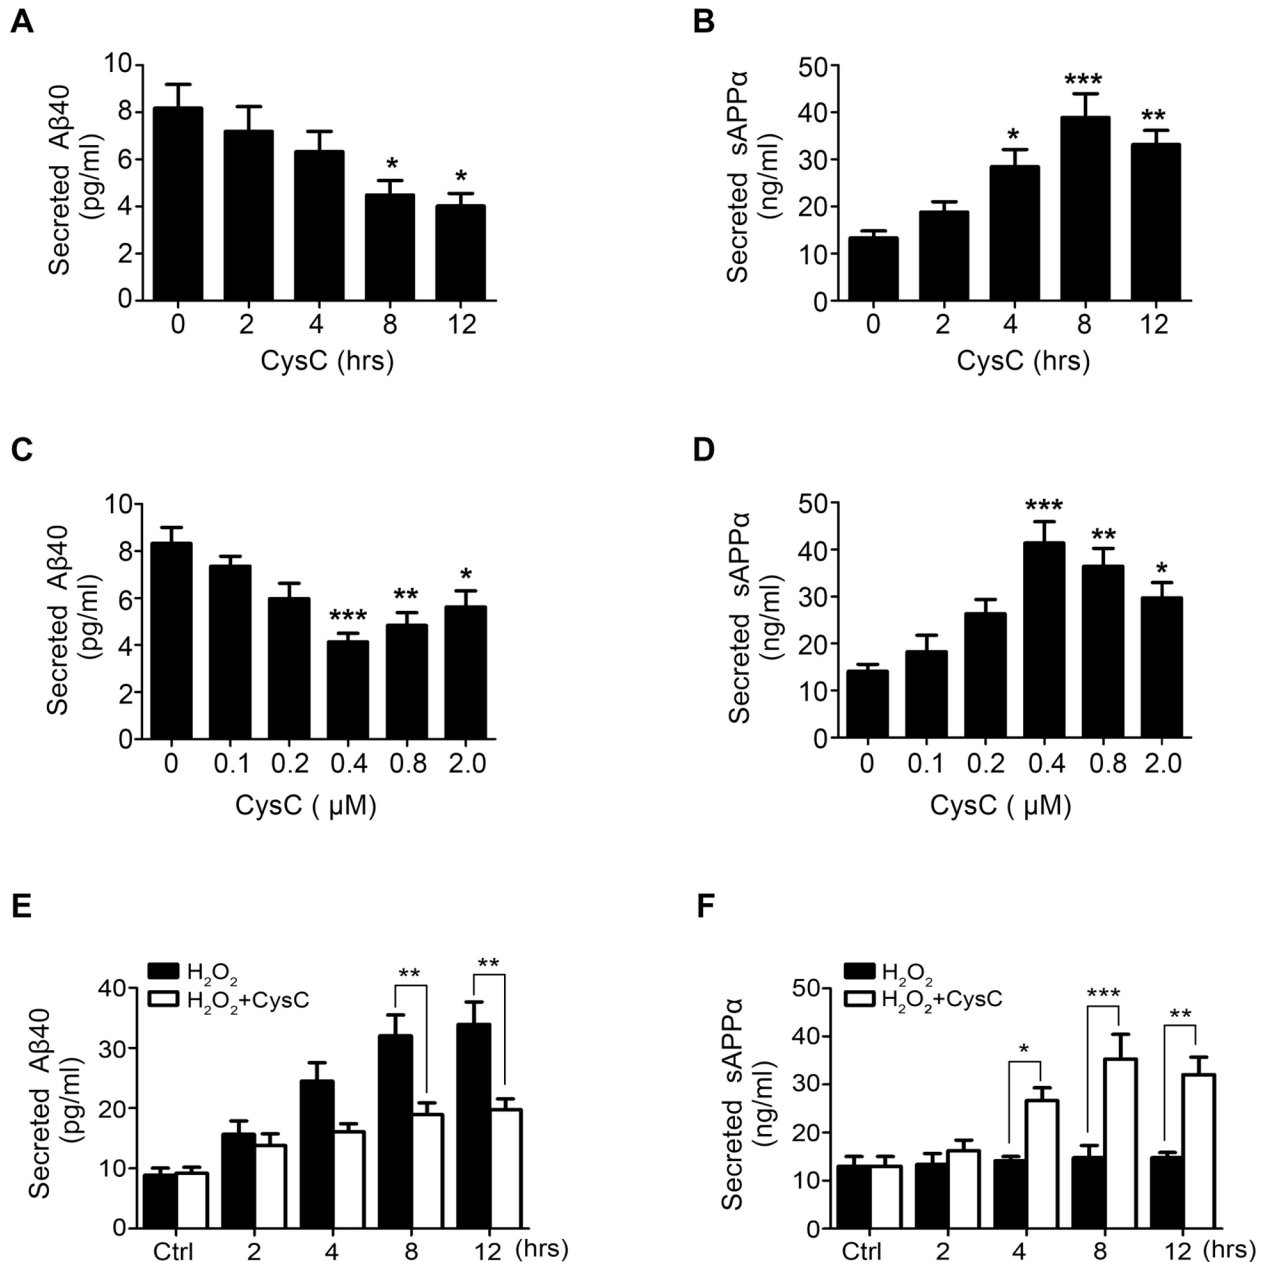 A
Secreted Aβ40
(pg/ml)
10
8
6
4
2
0
*
*
0 2 4 8 12
CysC (hrs)
B
Secreted sAPPα
(ng/ml)
50
40
30
20
10
0
*
***
**
0 2 4 8 12
CysC (hrs)
C
Secreted Aβ40
(pg/ml)
10
8
6
4
2
0
***
**
*
0 0.1 0.2 0.4 0.8 2.0
CysC ( µM)
D
Secreted sAPPα
(ng/ml)
50
40
30
20
10
0
***
**
*
0 0.1 0.2 0.4 0.8 2.0
CysC ( µM)
E
Secreted Aβ40
(pg/ml)
H₂O₂
H₂O₂+CysC
40
30
20
10
0
**
**
Ctrl 2 4 8 12 (hrs)
F
Secreted sAPPα
(ng/ml)
H₂O₂
H₂O₂+CysC
50
40
30
20
10
0
*
***
**
Ctrl 2 4 8 12 (hrs)